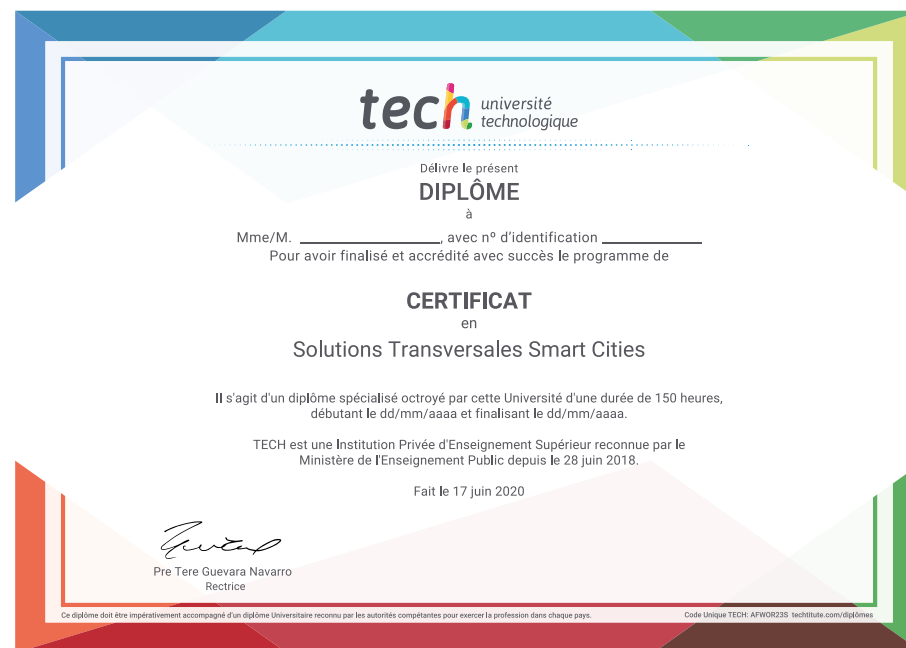 tech université
technologique
Délivre le présent
DIPLÔME
à
Mme/M. ____________________, avec nº d'identification ______________
Pour avoir finalisé et accrédité avec succès le programme de
CERTIFICAT
en
Solutions Transversales Smart Cities
Il s'agit d'un diplôme spécialisé octroyé par cette Université d'une durée de 150 heures,
débutant le dd/mm/aaaa et finalisant le dd/mm/aaaa.
TECH est une Institution Privée d'Enseignement Supérieur reconnue par le
Ministère de l'Enseignement Public depuis le 28 juin 2018.
Fait le 17 juin 2020
Pre Tere Guevara Navarro
Rectrice
Ce diplôme doit être impérativement accompagné d'un diplôme Universitaire reconnu par les autorités compétentes pour exercer la profession dans chaque pays.
Code Unique TECH: AFWOR23S techtitute.com/diplômes